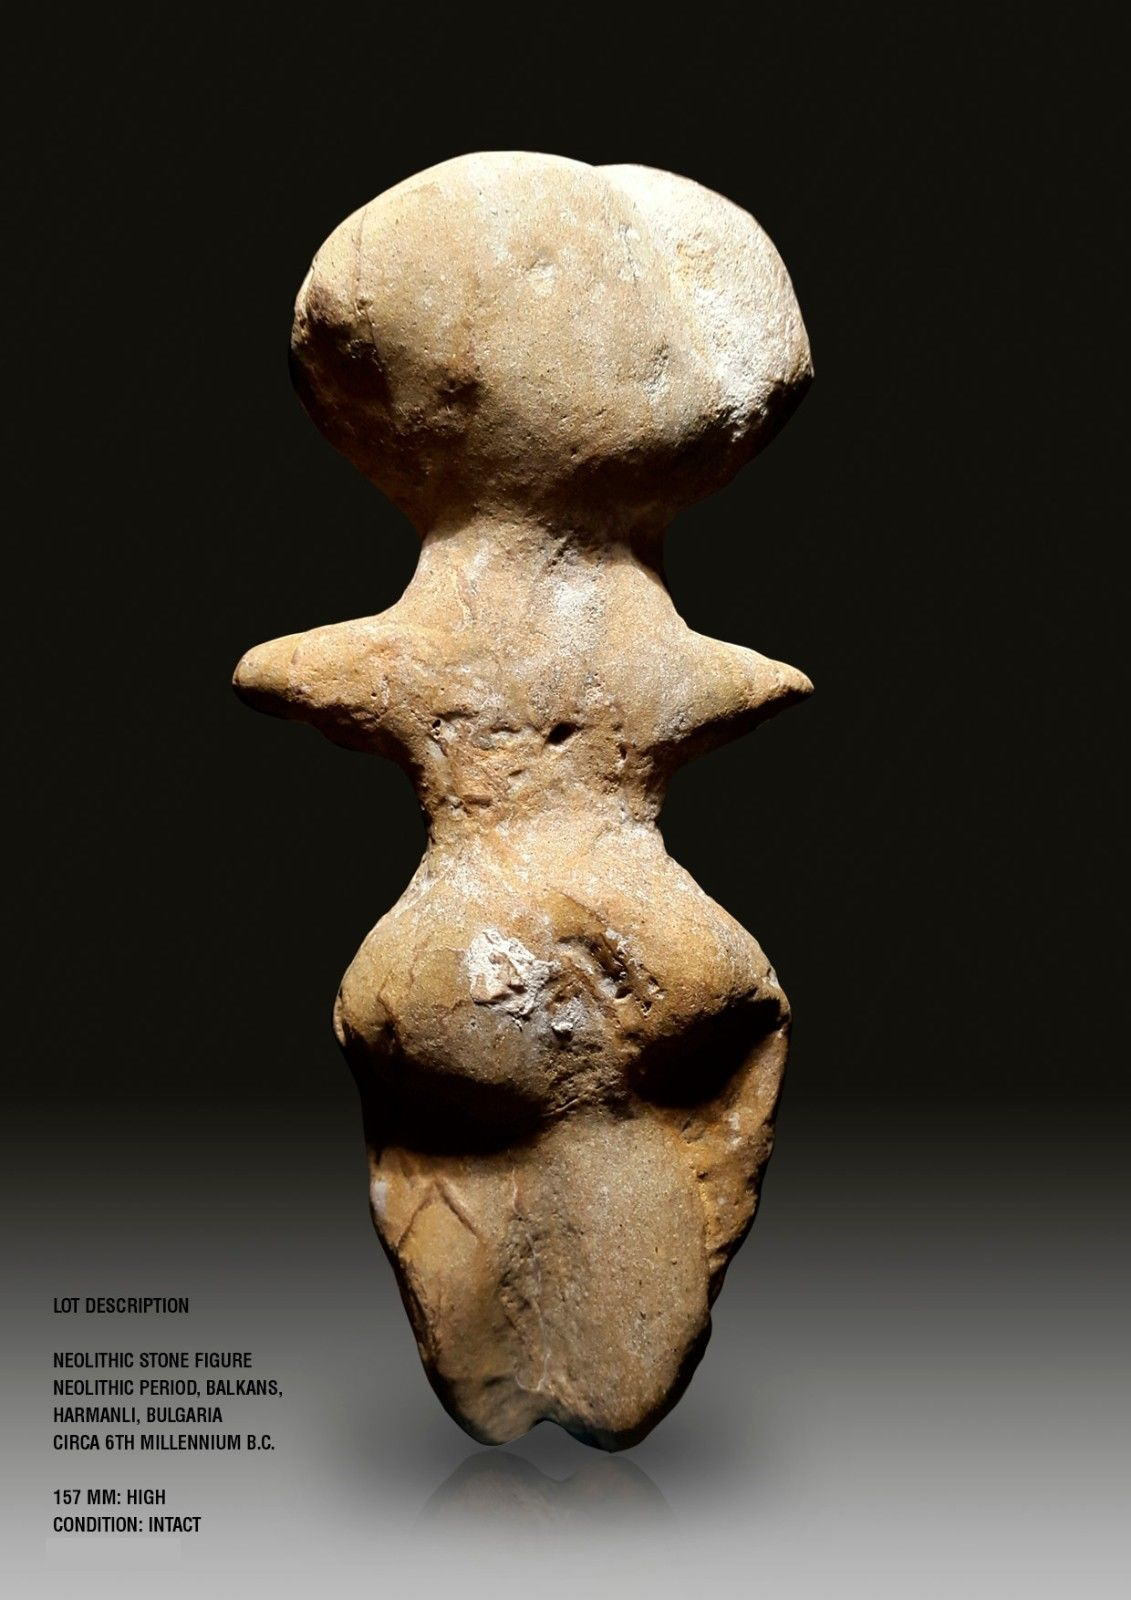 LOT DESCRIPTION
NEOLITHIC STONE FIGURE
NEOLITHIC PERIOD, BALKANS,
HARMANLI, BULGARIA
CIRCA 6TH MILLENNIUM B.C.
157 MM: HIGH
CONDITION: INTACT